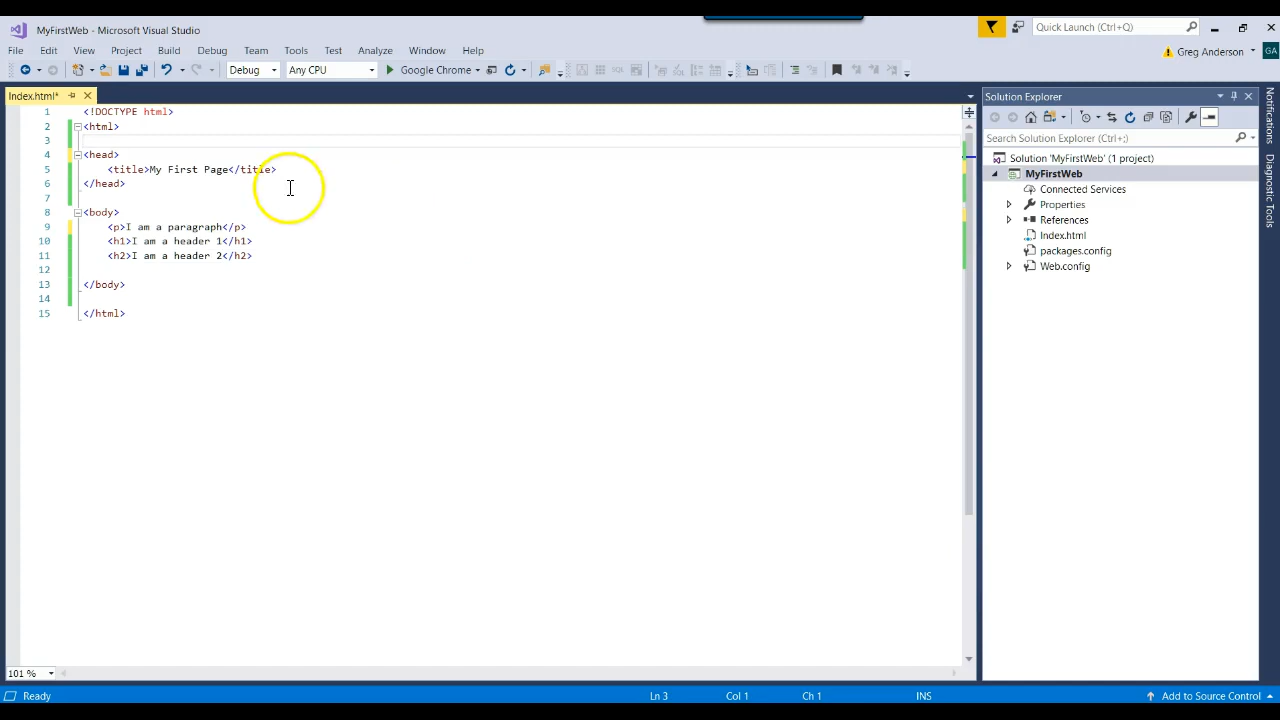 MyFirstWeb - Microsoft Visual Studio
Quick Launch (Ctrl+Q)
File Edit View Project Build Debug Team Tools Test Analyze Window Help
Greg Anderson
GA
Debug Any CPU Google Chrome
Index.html*
Solution Explorer
Notifications
Diagnostic Tools
Search Solution Explorer (Ctrl+;)
Solution 'MyFirstWeb' (1 project)
MyFirstWeb
Connected Services
Properties
References
Index.html
packages.config
Web.config
1 <!DOCTYPE html>
2 <html>
3
4 <head>
5 <title>My First Page</title>
6 </head>
7
8 <body>
9 <p>I am a paragraph</p>
10 <h1>I am a header 1</h1>
11 <h2>I am a header 2</h2>
12
13 </body>
14
15 </html>
101 %
Ready Ln 3 Col 1 Ch 1 INS Add to Source Control